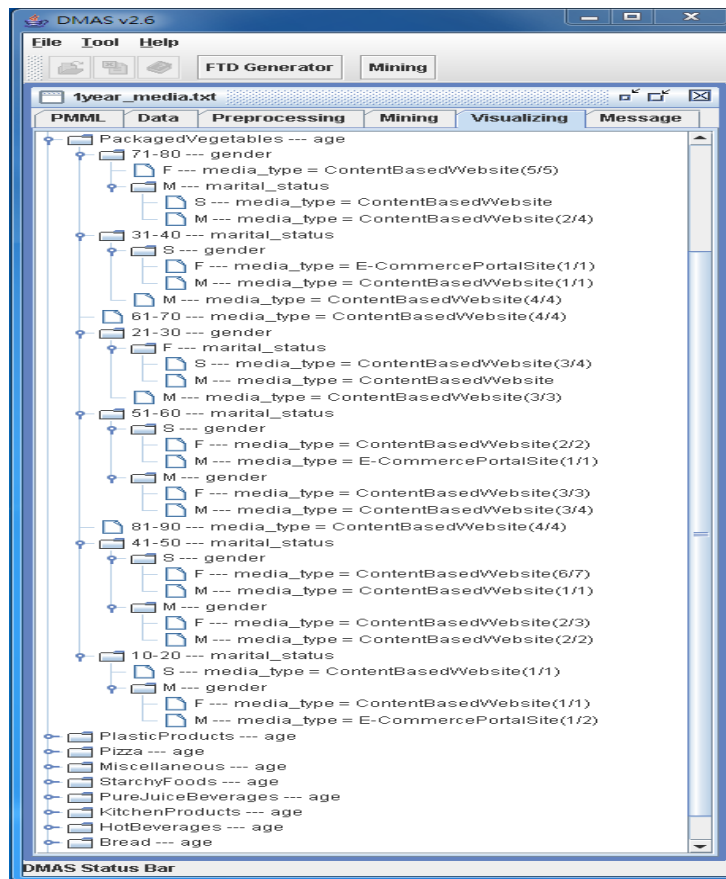 DMAS v2.6
File Tool Help
FTD Generator Mining
1year_media.txt
PMML Data Preprocessing Mining Visualizing Message
PackagedVegetables --- age
71-80 --- gender
F --- media_type = ContentBasedWebsite(5/5)
M --- marital_status
S --- media_type = ContentBasedWebsite
M --- media_type = ContentBasedWebsite(2/4)
31-40 --- marital_status
S --- gender
F --- media_type = E-CommercePortalSite(1/1)
M --- media_type = ContentBasedWebsite(1/1)
M --- media_type = ContentBasedWebsite(4/4)
61-70 --- media_type = ContentBasedWebsite(4/4)
21-30 --- gender
F --- marital_status
S --- media_type = ContentBasedWebsite(3/4)
M --- media_type = ContentBasedWebsite
M --- media_type = ContentBasedWebsite(3/3)
51-60 --- marital_status
S --- gender
F --- media_type = ContentBasedWebsite(2/2)
M --- media_type = E-CommercePortalSite(1/1)
M --- gender
F --- media_type = ContentBasedWebsite(3/3)
M --- media_type = ContentBasedWebsite(3/4)
81-90 --- media_type = ContentBasedWebsite(4/4)
41-50 --- marital_status
S --- gender
F --- media_type = ContentBasedWebsite(6/7)
M --- media_type = ContentBasedWebsite(1/1)
M --- gender
F --- media_type = ContentBasedWebsite(2/3)
M --- media_type = ContentBasedWebsite(2/2)
10-20 --- marital_status
S --- media_type = ContentBasedWebsite(1/1)
M --- gender
F --- media_type = ContentBasedWebsite(1/1)
M --- media_type = E-CommercePortalSite(1/2)
PlasticProducts --- age
Pizza --- age
Miscellaneous --- age
StarchyFoods --- age
PureJuiceBeverages --- age
KitchenProducts --- age
HotBeverages --- age
Bread --- age
DMAS Status Bar